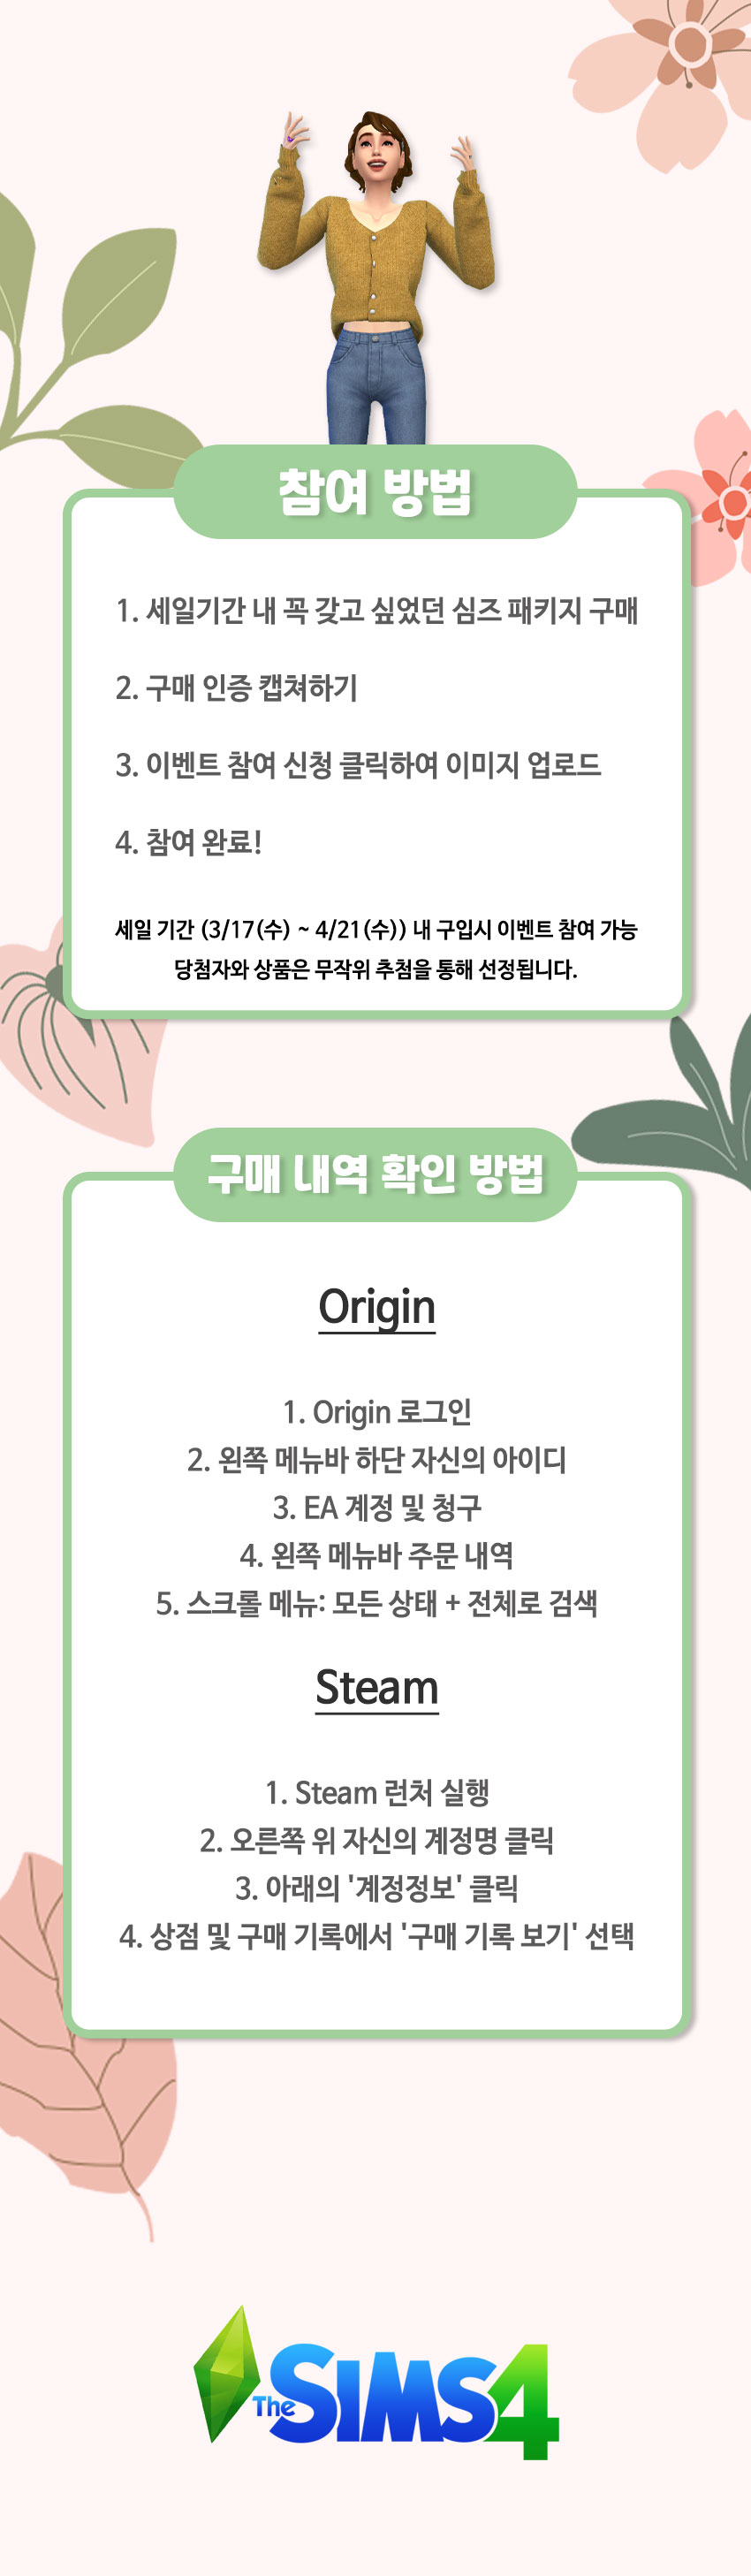 참여 방법
1. 세일기간 내 꼭 갖고 싶었던 심즈 패키지 구매
2. 구매 인증 캡쳐하기
3. 이벤트 참여 신청 클릭하여 이미지 업로드
4. 참여 완료!
세일 기간 (3/17(수) ~ 4/21(수)) 내 구입시 이벤트 참여 가능
당첨자와 상품은 무작위 추첨을 통해 선정됩니다.
구매 내역 확인 방법
Origin
1. Origin 로그인
2. 왼쪽 메뉴바 하단 자신의 아이디
3. EA 계정 및 청구
4. 왼쪽 메뉴바 주문 내역
5. 스크롤 메뉴: 모든 상태 + 전체로 검색
Steam
1. Steam 런처 실행
2. 오른쪽 위 자신의 계정명 클릭
3. 아래의 '계정정보' 클릭
4. 상점 및 구매 기록에서 '구매 기록 보기' 선택
The SIMS 4